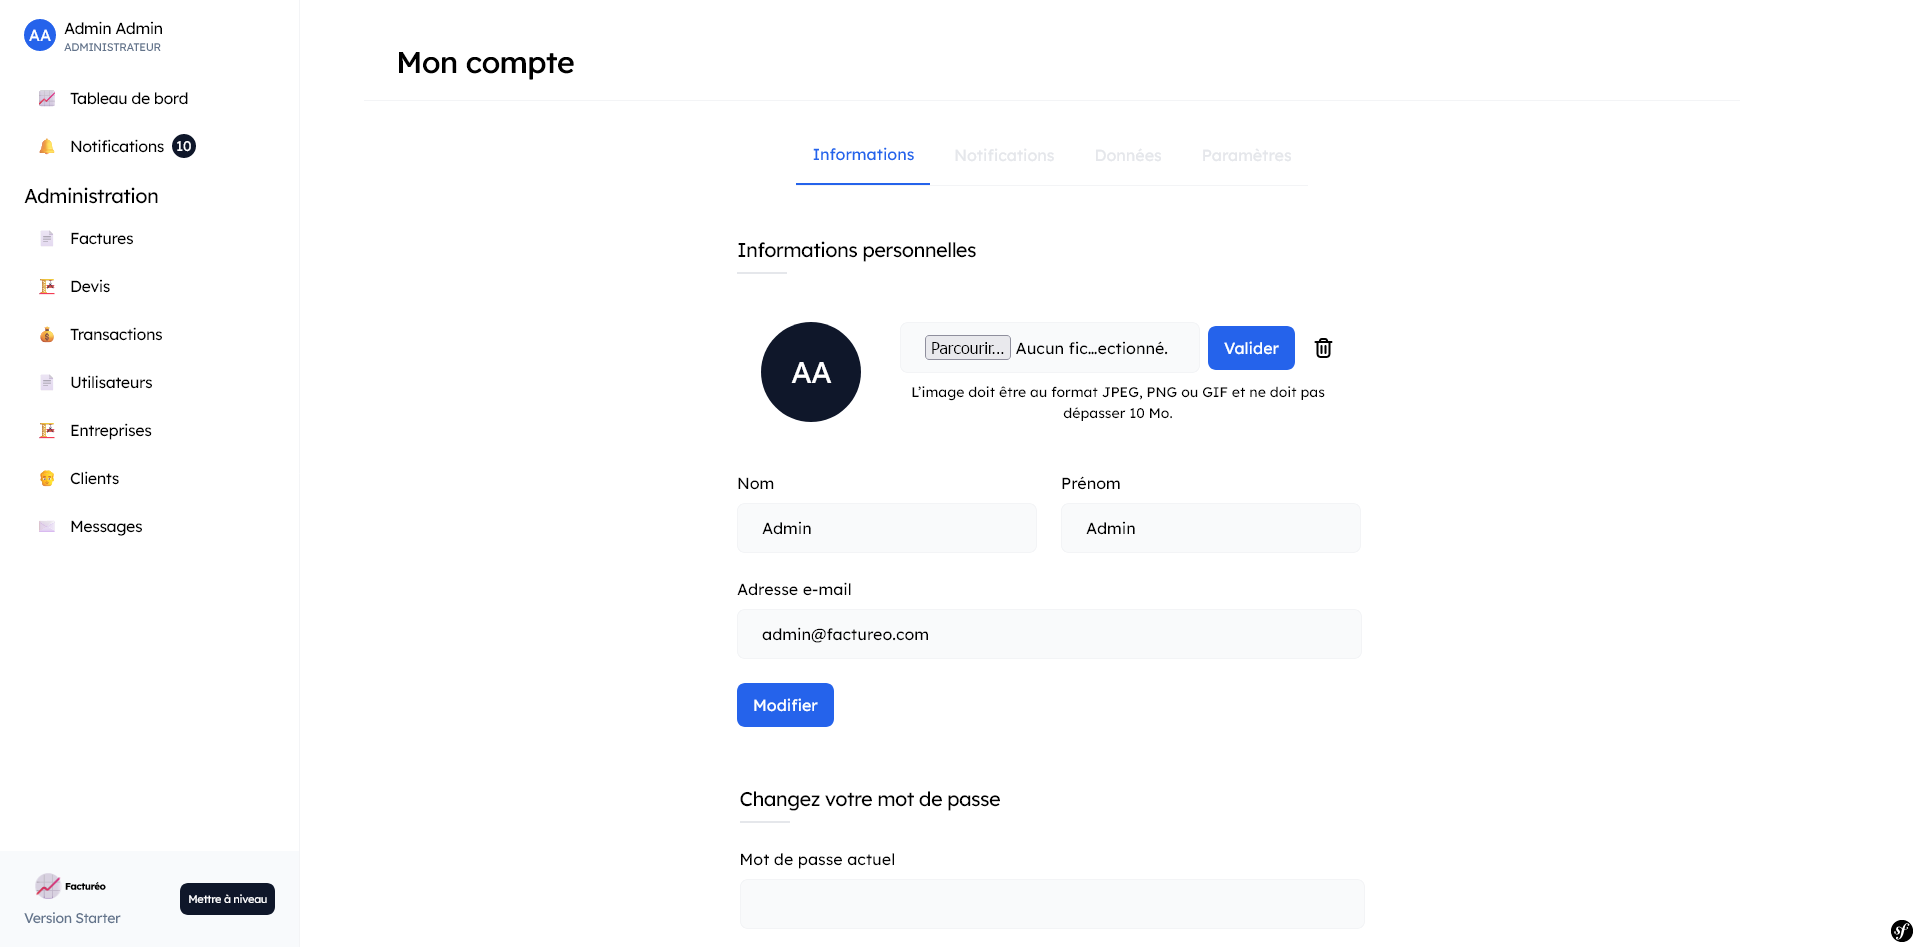 AA
Admin Admin
ADMINISTRATEUR
Tableau de bord
Notifications 10
Administration
Factures
Devis
Transactions
Utilisateurs
Entreprises
Clients
Messages
Facturéo
Version Starter
Mettre à niveau
Mon compte
Informations Notifications Données Paramètres
Informations personnelles
AA
Parcourir... Aucun fic...ectionné. Valider
L'image doit être au format JPEG, PNG ou GIF et ne doit pas
dépasser 10 Mo.
Nom Prénom
Admin Admin
Adresse e-mail
admin@factureo.com
Modifier
Changez votre mot de passe
Mot de passe actuel
sf